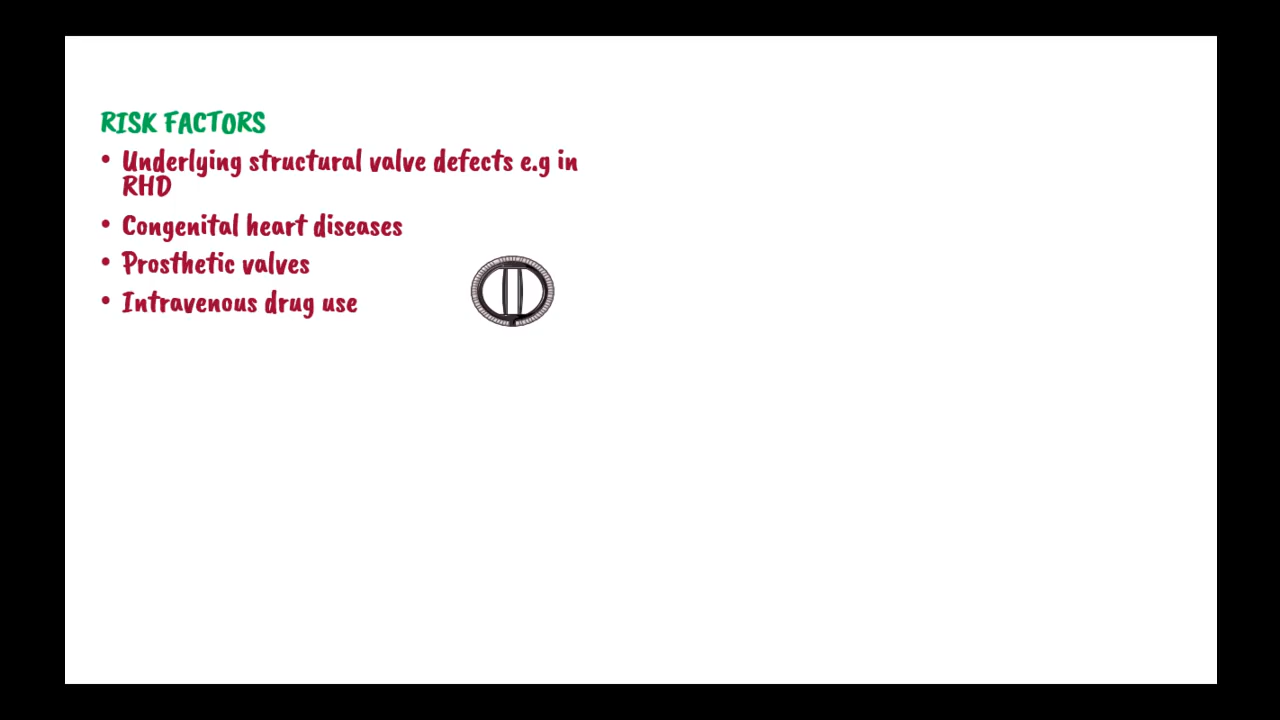 RISK FACTORS
• Underlying structural valve defects e.g in
RHD
• Congenital heart diseases
• Prosthetic valves
• Intravenous drug use